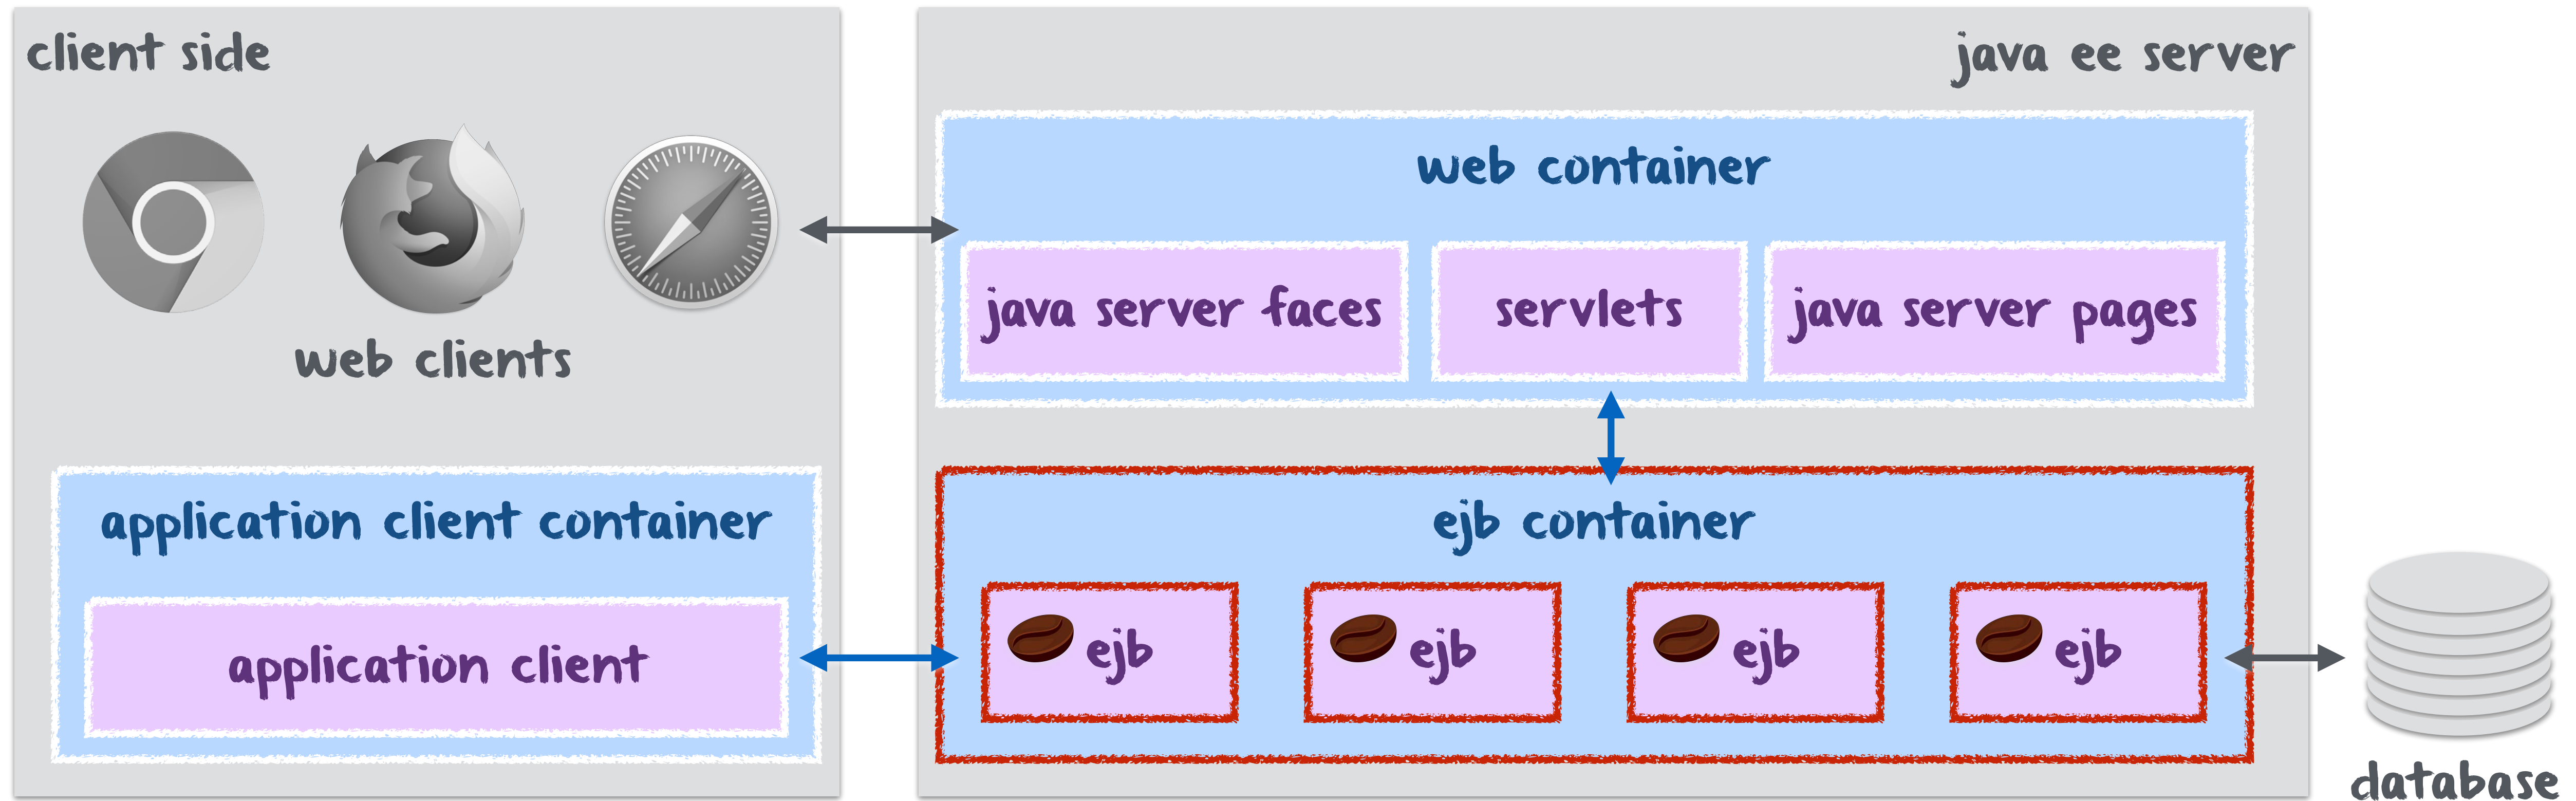 client side
java ee server
web clients
web container
java server faces
servlets
java server pages
application client container
application client
ejb container
ejb
ejb
ejb
ejb
database